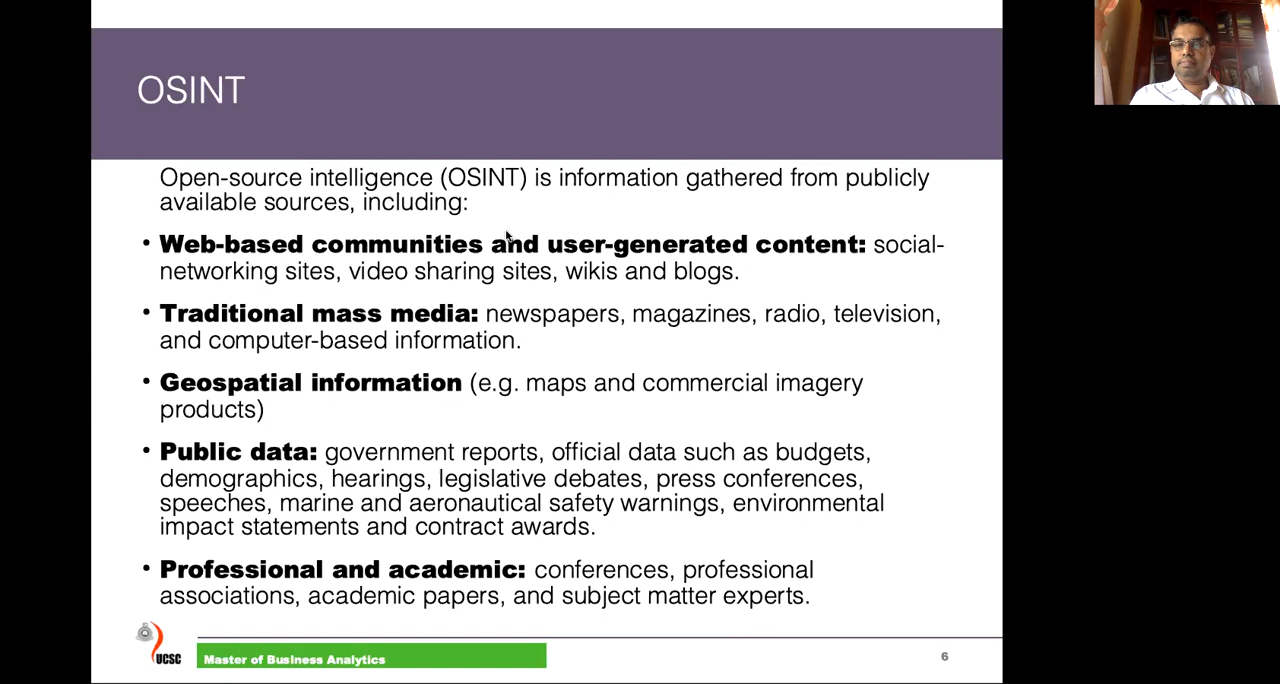 OSINT
Open-source intelligence (OSINT) is information gathered from publicly
available sources, including:
• Web-based communities and user-generated content: social-
networking sites, video sharing sites, wikis and blogs.
• Traditional mass media: newspapers, magazines, radio, television,
and computer-based information.
• Geospatial information (e.g. maps and commercial imagery
products)
• Public data: government reports, official data such as budgets,
demographics, hearings, legislative debates, press conferences,
speeches, marine and aeronautical safety warnings, environmental
impact statements and contract awards.
• Professional and academic: conferences, professional
associations, academic papers, and subject matter experts.
UCSC
Master of Business Analytics
6